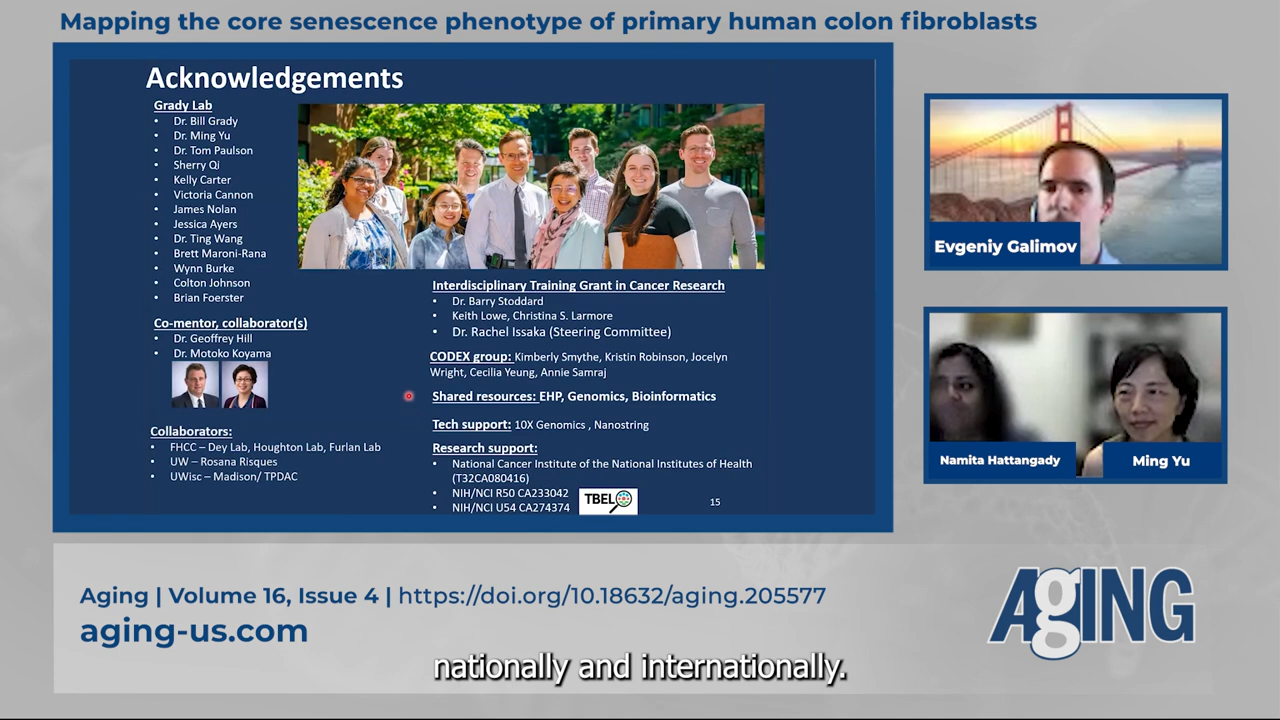 Mapping the core senescence phenotype of primary human colon fibroblasts
Acknowledgements
Grady Lab
• Dr. Bill Grady
• Dr. Ming Yu
• Dr. Tom Paulson
• Sherry Qi
• Kelly Carter
• Victoria Cannon
• James Nolan
• Jessica Ayers
• Dr. Ting Wang
• Brett Maroni-Rana
• Wynn Burke
• Colton Johnson
• Brian Foerster
Co-mentor, collaborator(s)
• Dr. Geoffrey Hill
• Dr. Motoko Koyama
Collaborators:
• FHCC – Dey Lab, Houghton Lab, Furlan Lab
• UW – Rosana Risques
• UWisc – Madison/ TPDAC
Interdisciplinary Training Grant in Cancer Research
• Dr. Barry Stoddard
• Keith Lowe, Christina S. Larmore
• Dr. Rachel Issaka (Steering Committee)
CODEX group: Kimberly Smythe, Kristin Robinson, Jocelyn
Wright, Cecilia Yeung, Annie Samraj
Shared resources: EHP, Genomics, Bioinformatics
Tech support: 10X Genomics , Nanostring
Research support:
• National Cancer Institute of the National Institutes of Health
(T32CA080416)
• NIH/NCI R50 CA233042
• NIH/NCI U54 CA274374
TBEL
15
Evgeniy Galimov
Namita Hattangady
Ming Yu
Aging | Volume 16, Issue 4 | https://doi.org/10.18632/aging.205577
aging-us.com
AgING
nationally and internationally.